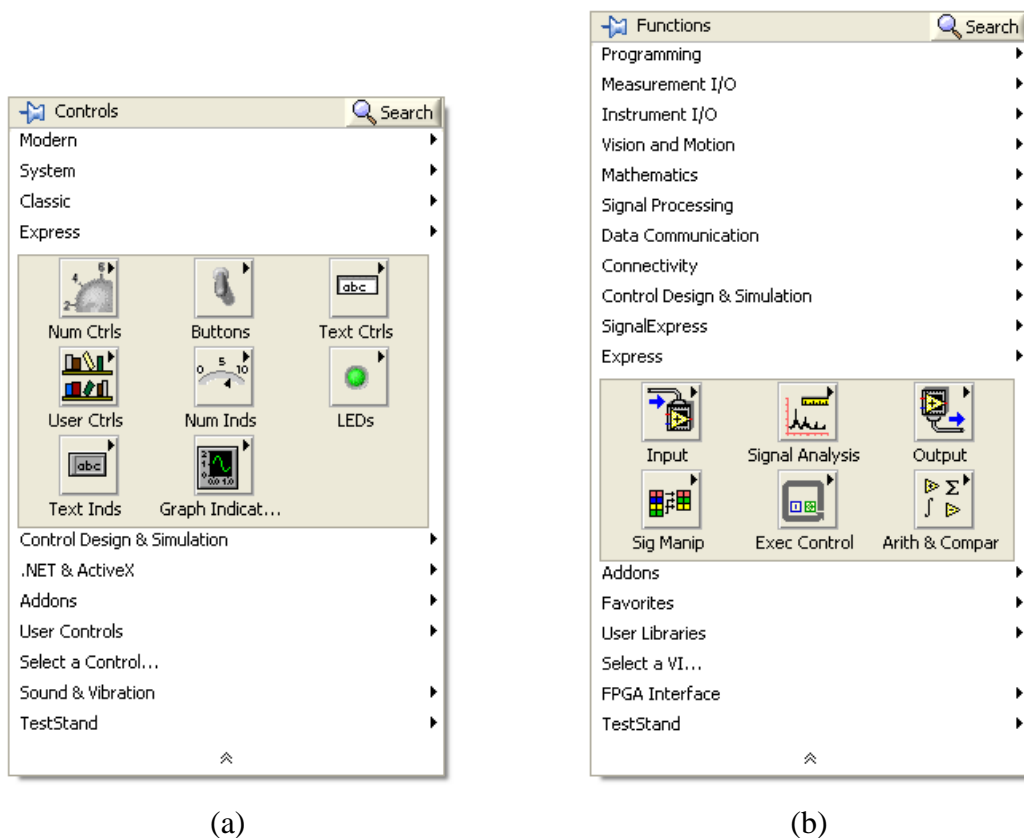 Controls Search
Modern
System
Classic
Express
Num Ctrls Buttons Text Ctrls
User Ctrls Num Inds LEDs
Text Inds Graph Indicat...
Control Design & Simulation
.NET & ActiveX
Addons
User Controls
Select a Control...
Sound & Vibration
TestStand
(a)
Functions Search
Programming
Measurement I/O
Instrument I/O
Vision and Motion
Mathematics
Signal Processing
Data Communication
Connectivity
Control Design & Simulation
SignalExpress
Express
Input Signal Analysis Output
Sig Manip Exec Control Arith & Compar
Addons
Favorites
User Libraries
Select a VI...
FPGA Interface
TestStand
(b)